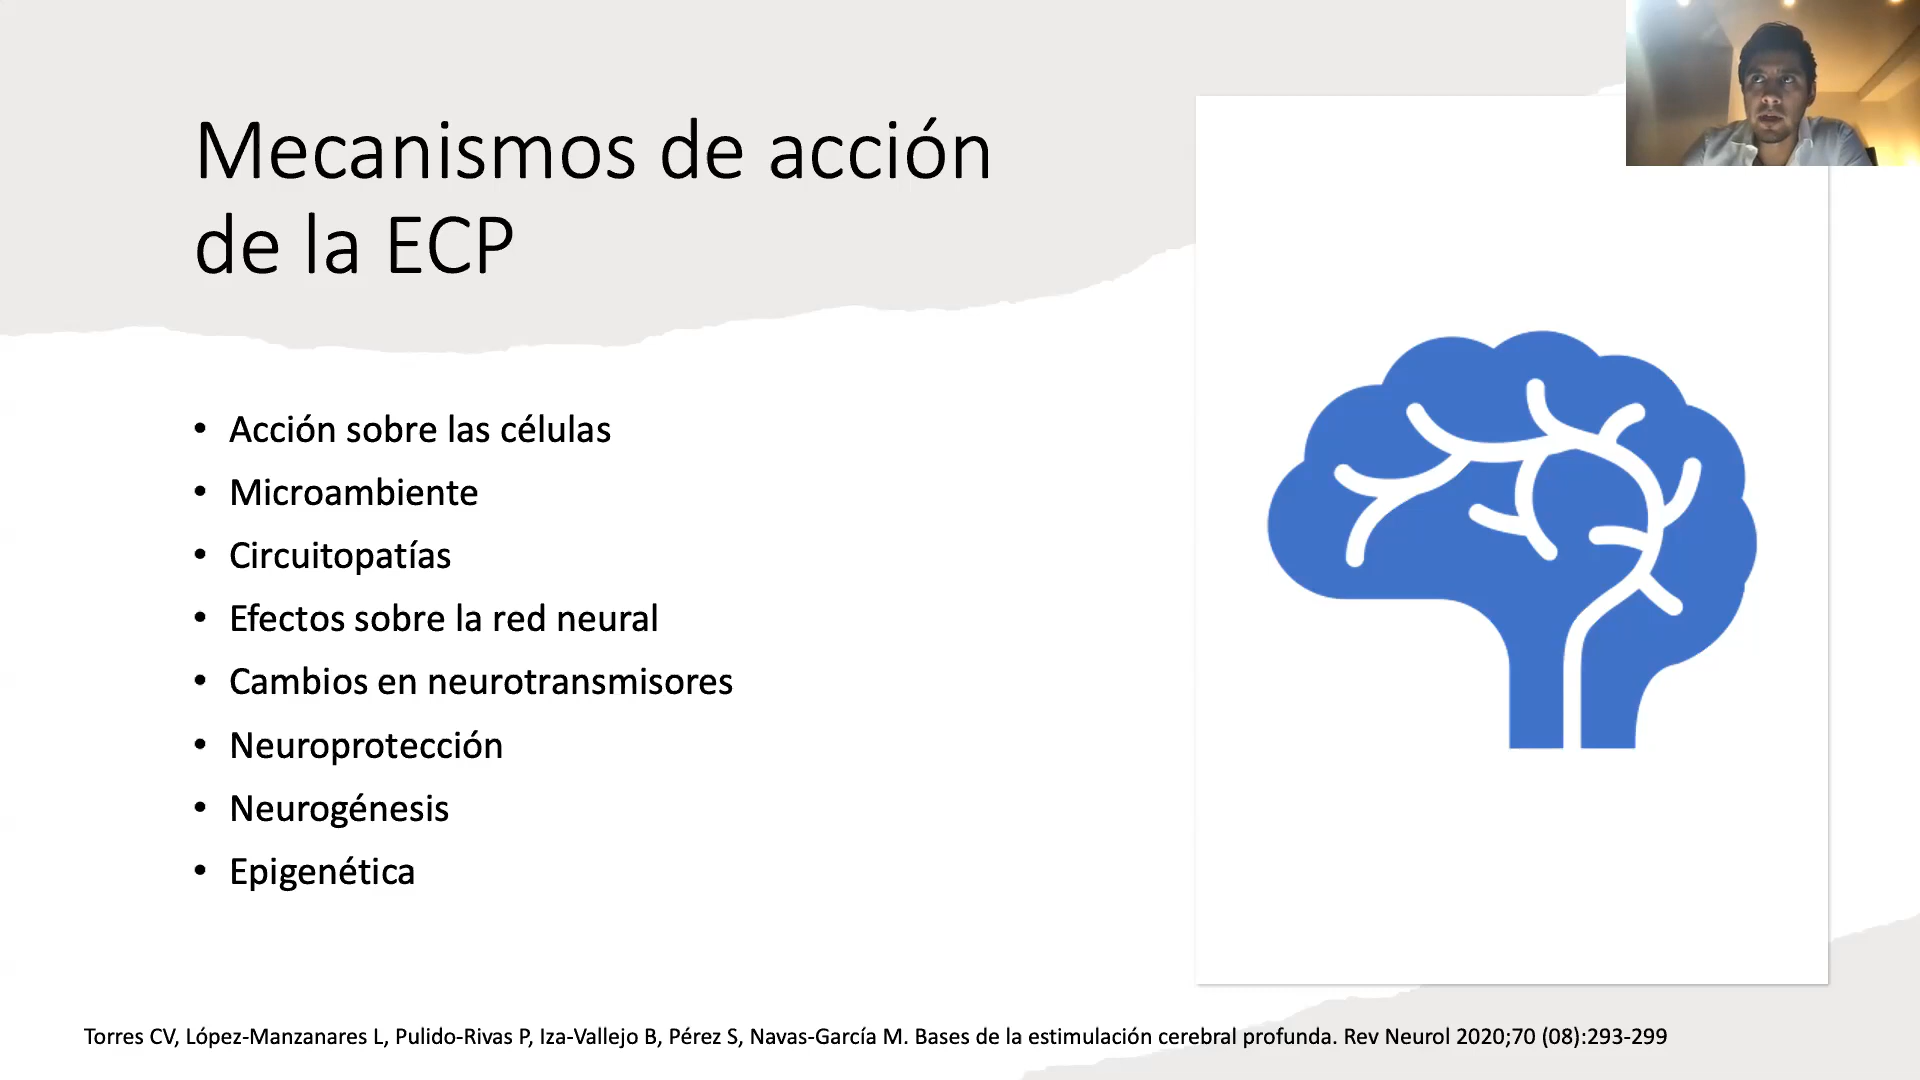 Mecanismos de acción
de la ECP
• Acción sobre las células
• Microambiente
• Circuitopatías
• Efectos sobre la red neural
• Cambios en neurotransmisores
• Neuroprotección
• Neurogénesis
• Epigenética
Torres CV, López-Manzanares L, Pulido-Rivas P, Iza-Vallejo B, Pérez S, Navas-García M. Bases de la estimulación cerebral profunda. Rev Neurol 2020;70 (08):293-299